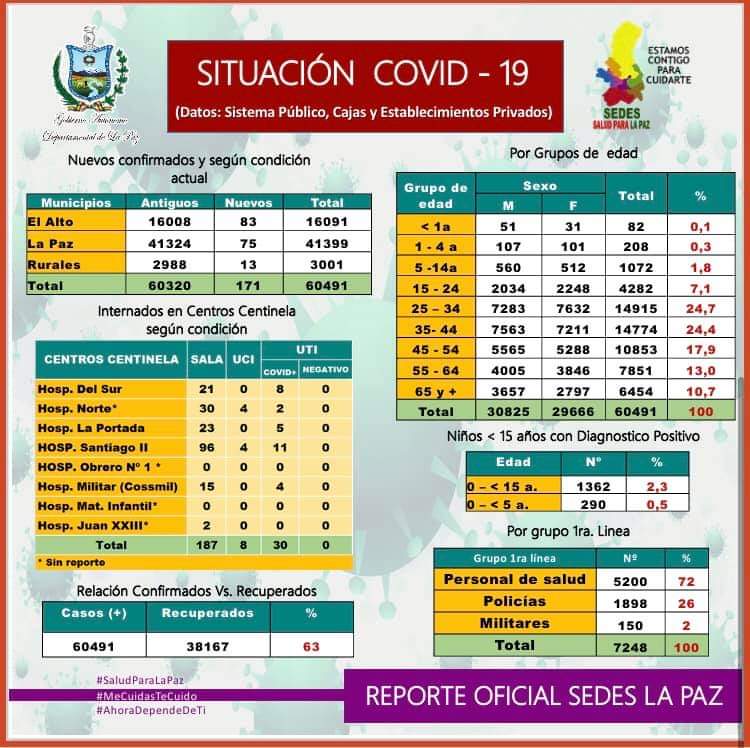 Gobierno Autónomo
Departamental de La Paz
SITUACIÓN COVID - 19
(Datos: Sistema Público, Cajas y Establecimientos Privados)
ESTAMOS
CONTIGO
PARA
CUIDARTE
SEDES
SALUD PARA LA PAZ
Nuevos confirmados y según condición
actual
Municipios Antiguos Nuevos Total
El Alto 16008 83 16091
La Paz 41324 75 41399
Rurales 2988 13 3001
Total 60320 171 60491
Internados en Centros Centinela
según condición
CENTROS CENTINELA SALA UCI UTI
COVID+ NEGATIVO
Hosp. Del Sur 21 0 8 0
Hosp. Norte* 30 4 2 0
Hosp. La Portada 23 0 5 0
HOSP. Santiago II 96 4 11 0
HOSP. Obrero Nº 1 * 0 0 0 0
Hosp. Militar (Cossmil) 15 0 4 0
Hosp. Mat. Infantil* 0 0 0 0
Hosp. Juan XXIII* 2 0 0 0
Total 187 8 30 0
* Sin reporte
Relación Confirmados Vs. Recuperados
Casos (+) Recuperados %
60491 38167 63
Por Grupos de edad
Grupo de edad Sexo Total %
M F
< 1a 51 31 82 0,1
1 - 4 a 107 101 208 0,3
5 -14a 560 512 1072 1,8
15 - 24 2034 2248 4282 7,1
25 – 34 7283 7632 14915 24,7
35- 44 7563 7211 14774 24,4
45 - 54 5565 5288 10853 17,9
55 - 64 4005 3846 7851 13,0
65 y + 3657 2797 6454 10,7
Total 30825 29666 60491 100
Niños < 15 años con Diagnostico Positivo
Edad Nº %
0 – < 15 a. 1362 2,3
0 – < 5 a. 290 0,5
Por grupo 1ra. Linea
Grupo 1ra línea Nº %
Personal de salud 5200 72
Policías 1898 26
Militares 150 2
Total 7248 100
#SaludParaLaPaz
#MeCuidasTeCuido
#AhoraDependeDeTi
REPORTE OFICIAL SEDES LA PAZ